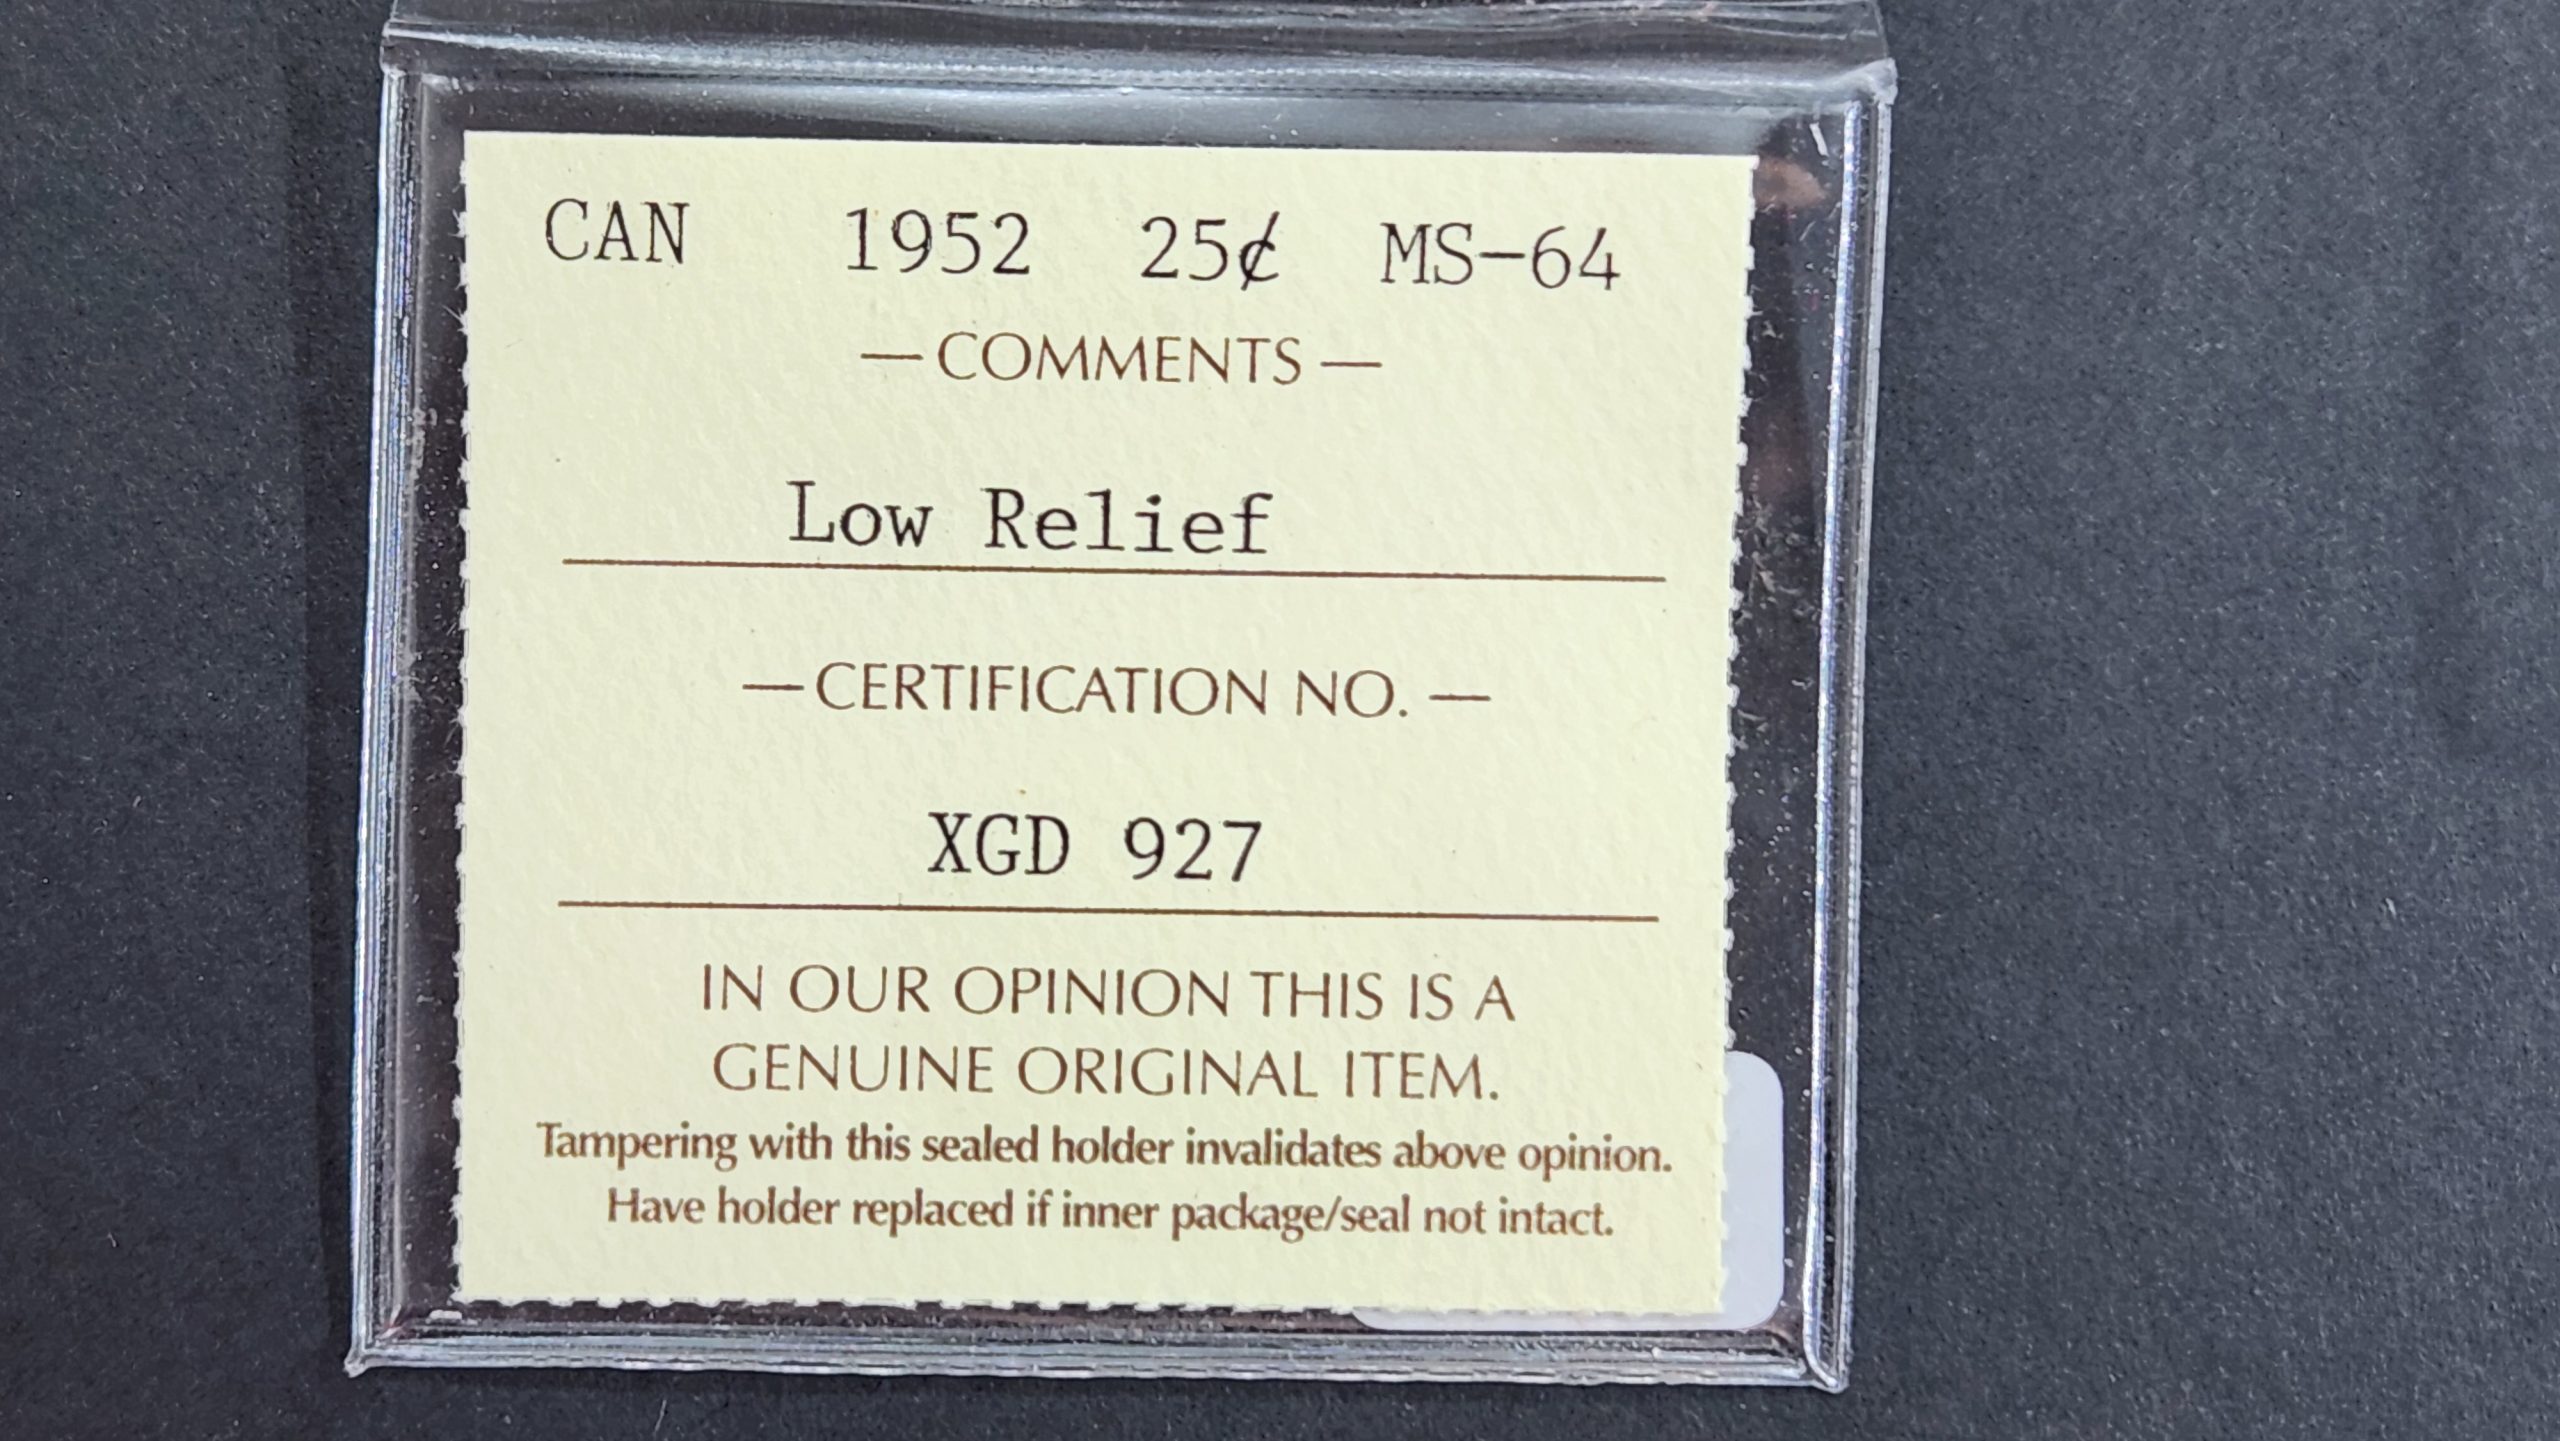 CAN 1952 25¢ MS-64
— COMMENTS —
Low Relief
— CERTIFICATION NO. —
XGD 927
IN OUR OPINION THIS IS A
GENUINE ORIGINAL ITEM.
Tampering with this sealed holder invalidates above opinion.
Have holder replaced if inner package/seal not intact.